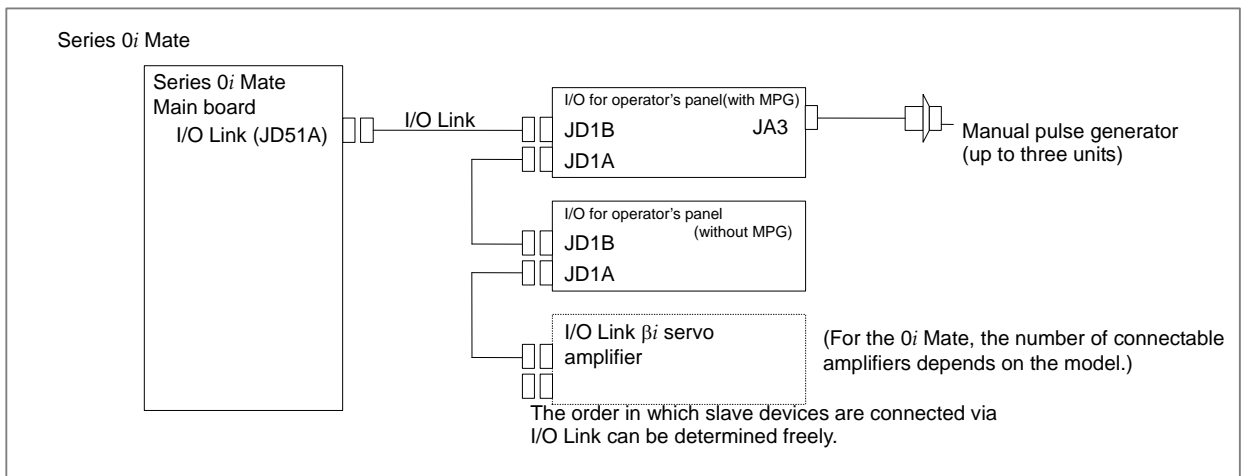 Series 0i Mate
Series 0i Mate
Main board
I/O Link (JD51A)
I/O Link
I/O for operator's panel(with MPG)
JD1B
JA3
JD1A
Manual pulse generator
(up to three units)
I/O for operator's panel
(without MPG)
JD1B
JD1A
I/O Link βi servo
amplifier
(For the 0i Mate, the number of connectable
amplifiers depends on the model.)
The order in which slave devices are connected via
I/O Link can be determined freely.